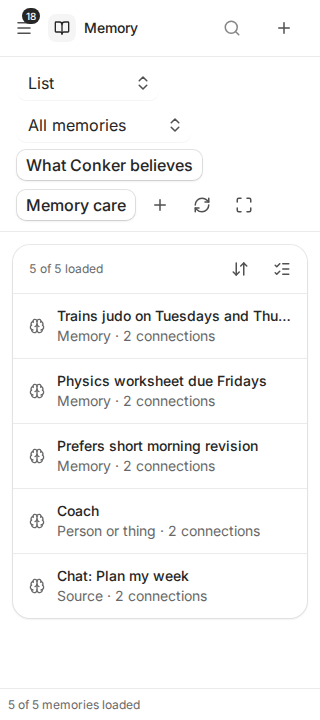 18
Memory
List
All memories
What Conker believes
Memory care
5 of 5 loaded
Trains judo on Tuesdays and Thu...
Memory · 2 connections
Physics worksheet due Fridays
Memory · 2 connections
Prefers short morning revision
Memory · 2 connections
Coach
Person or thing · 2 connections
Chat: Plan my week
Source · 2 connections
5 of 5 memories loaded